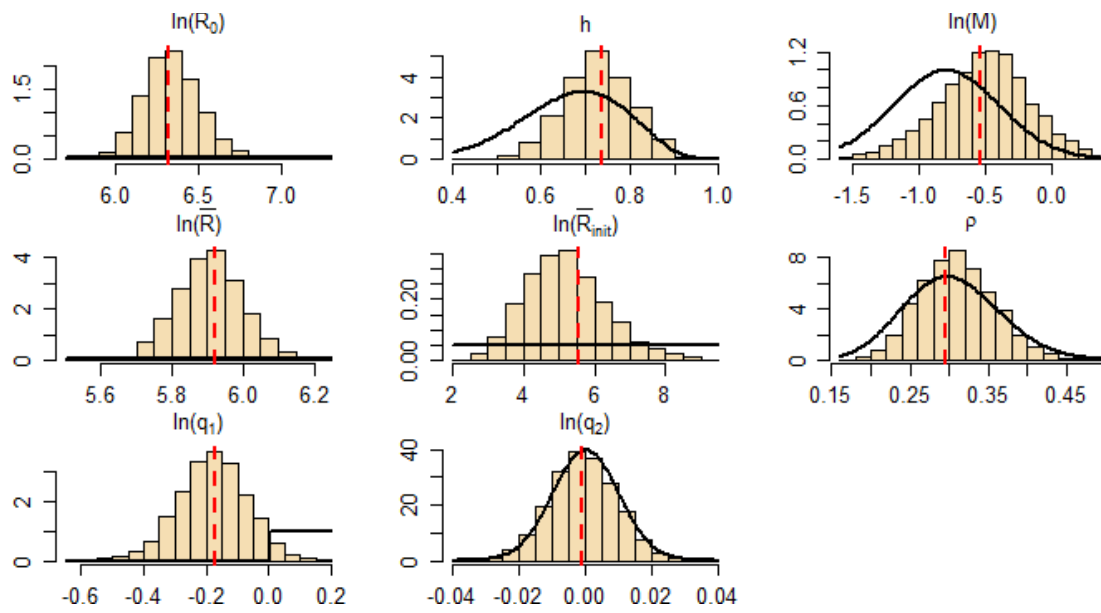 ln(R₀) h ln(M)
1.5
0.0
6.0 6.5 7.0
4
2
0
0.4 0.6 0.8 1.0
1.2
0.6
0.0
-1.5 -1.0 -0.5 0.0
ln(R̅) ln(R̅init) ρ
4
2
0
5.6 5.8 6.0 6.2
0.20
0.00
2 4 6 8
8
4
0
0.15 0.25 0.35 0.45
ln(q₁) ln(q₂)
2
0
-0.6 -0.4 -0.2 0.0 0.2
40
20
0
-0.04 -0.02 0.00 0.02 0.04